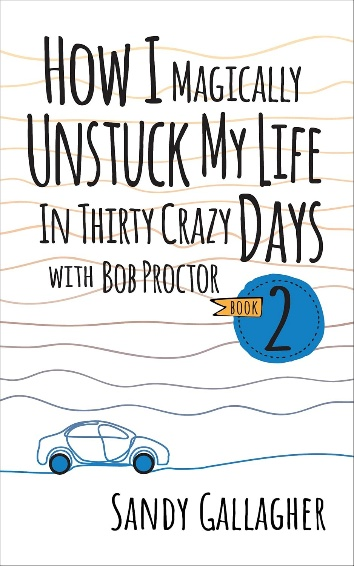 How I Magically
Unstuck My Life
In Thirty Crazy Days
with Bob Proctor
Book 2
Sandy Gallagher